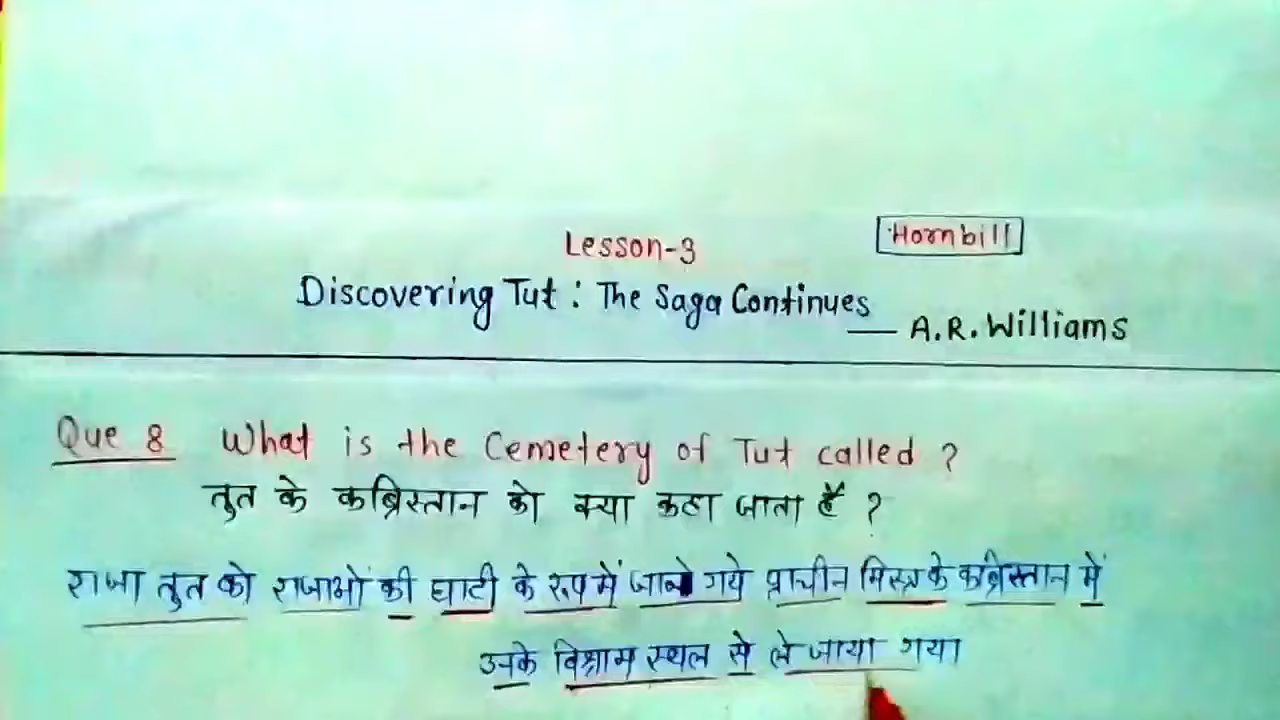 Lesson-3
Hornbill
Discovering Tut : The Saga Continues
— A.R. Williams
Que 8 What is the Cemetery of Tut called ?
तुत के कब्रिस्तान को क्या कहा जाता है ?
राजा तुत को राजाओं की घाटी के रूप में जाने गये प्राचीन मिस्त्र के कब्रिस्तान में
उनके विश्राम स्थल से ले जाया गया